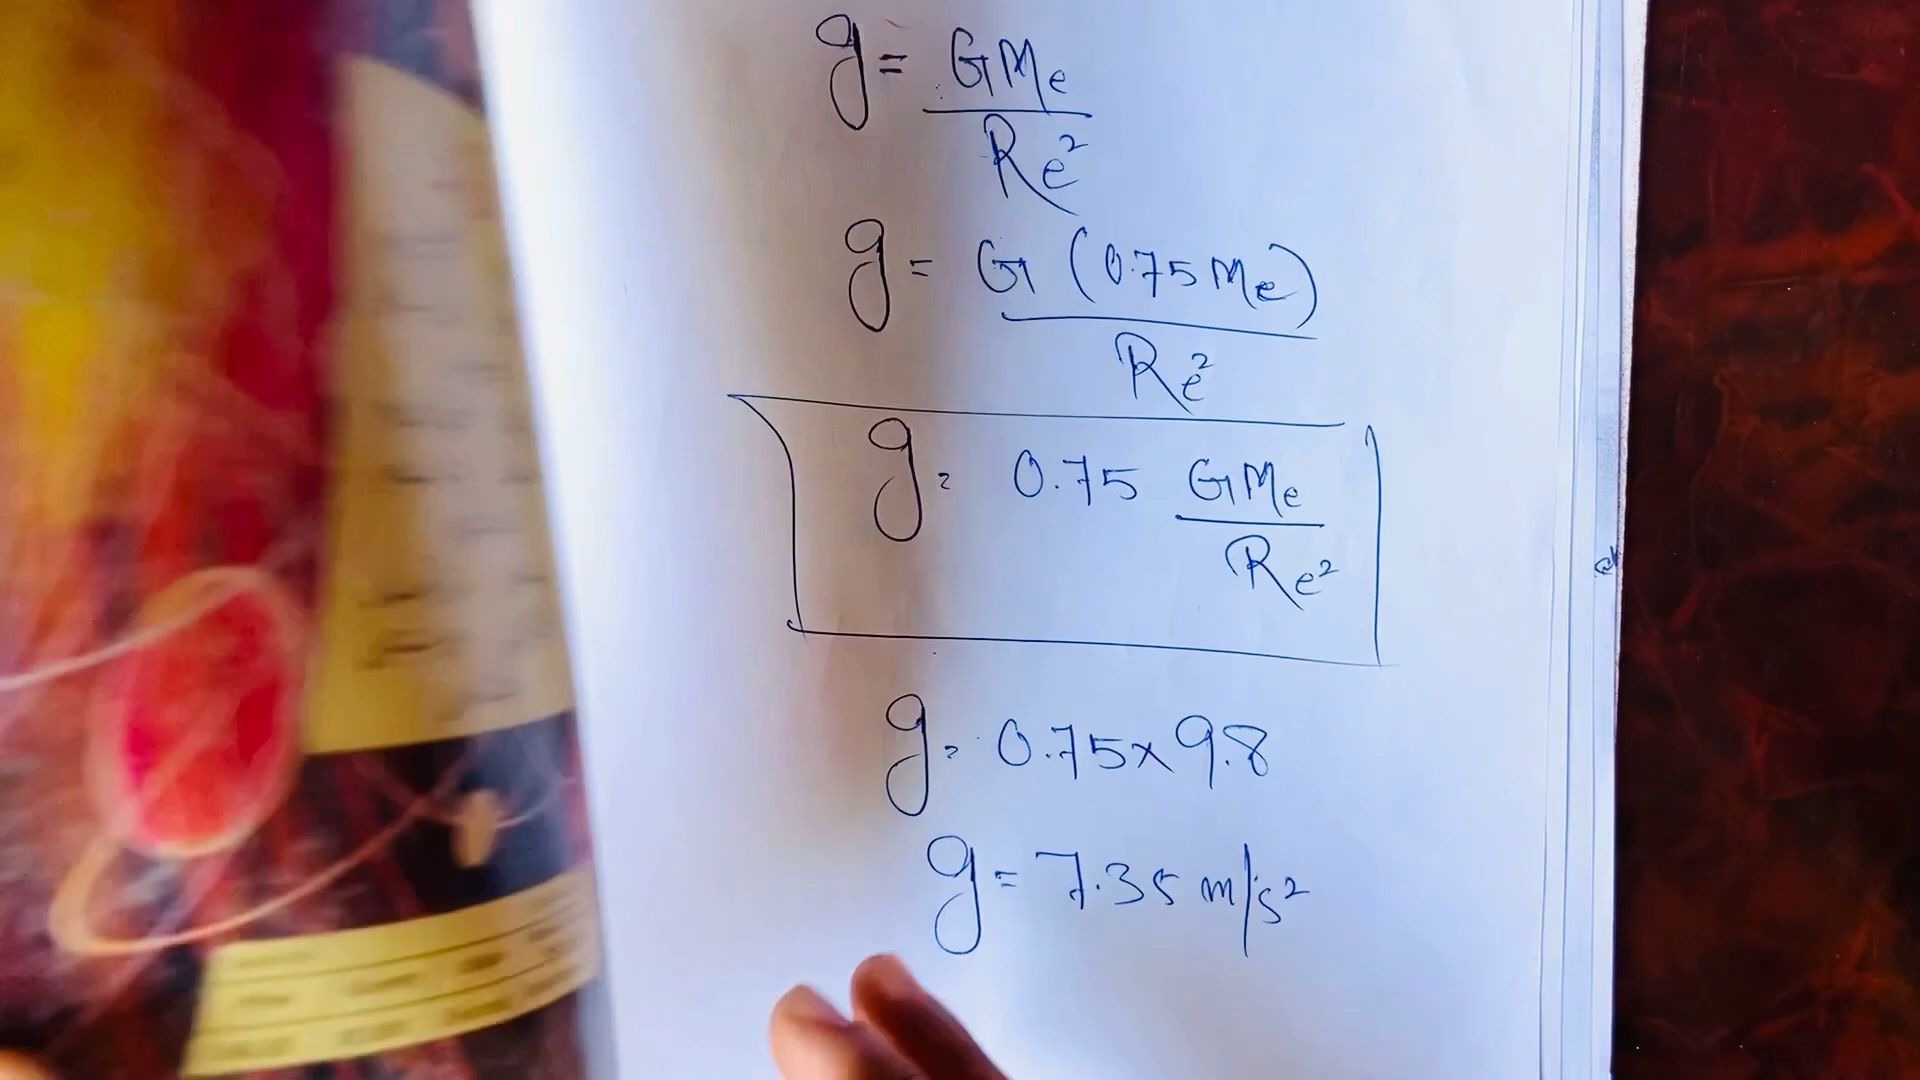 g = GMe / Re²
g = G (0.75 Me) / Re²
g = 0.75 GMe / Re²
g = 0.75 x 9.8
g = 7.35 m/s²